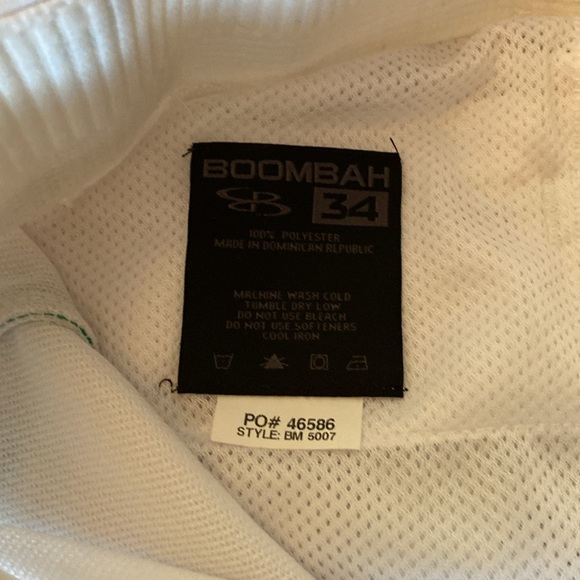 BOOMBAH
34
100% POLYESTER
MADE IN DOMINICAN REPUBLIC
MACHINE WASH COLD
TUMBLE DRY LOW
DO NOT USE BLEACH
DO NOT USE SOFTENERS
COOL IRON
PO# 46586
STYLE: BM 5007